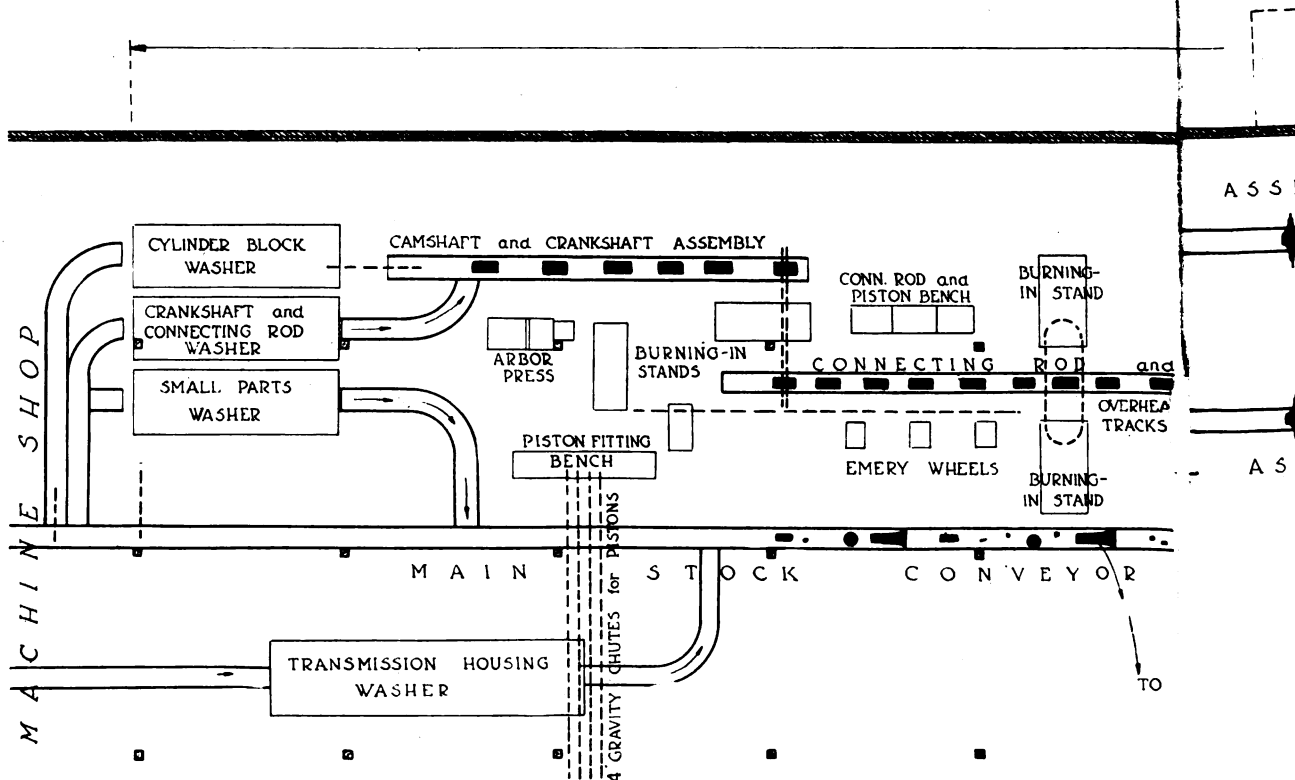 ASS
CYLINDER BLOCK
WASHER
CAMSHAFT and CRANKSHAFT ASSEMBLY
CONN. ROD and
PISTON BENCH
BURNING-
IN STAND
CRANKSHAFT and
CONNECTING ROD
WASHER
ARBOR
PRESS
BURNING-IN
STANDS
CONNECTING ROD and
SMALL PARTS
WASHER
OVERHEA
TRACKS
PISTON FITTING
BENCH
EMERY WHEELS
BURNING-
IN STAND
AS
MACHINE SHOP
MAIN STOCK CONVEYOR
4 GRAVITY CHUTES for PISTONS
TRANSMISSION HOUSING
WASHER
TO